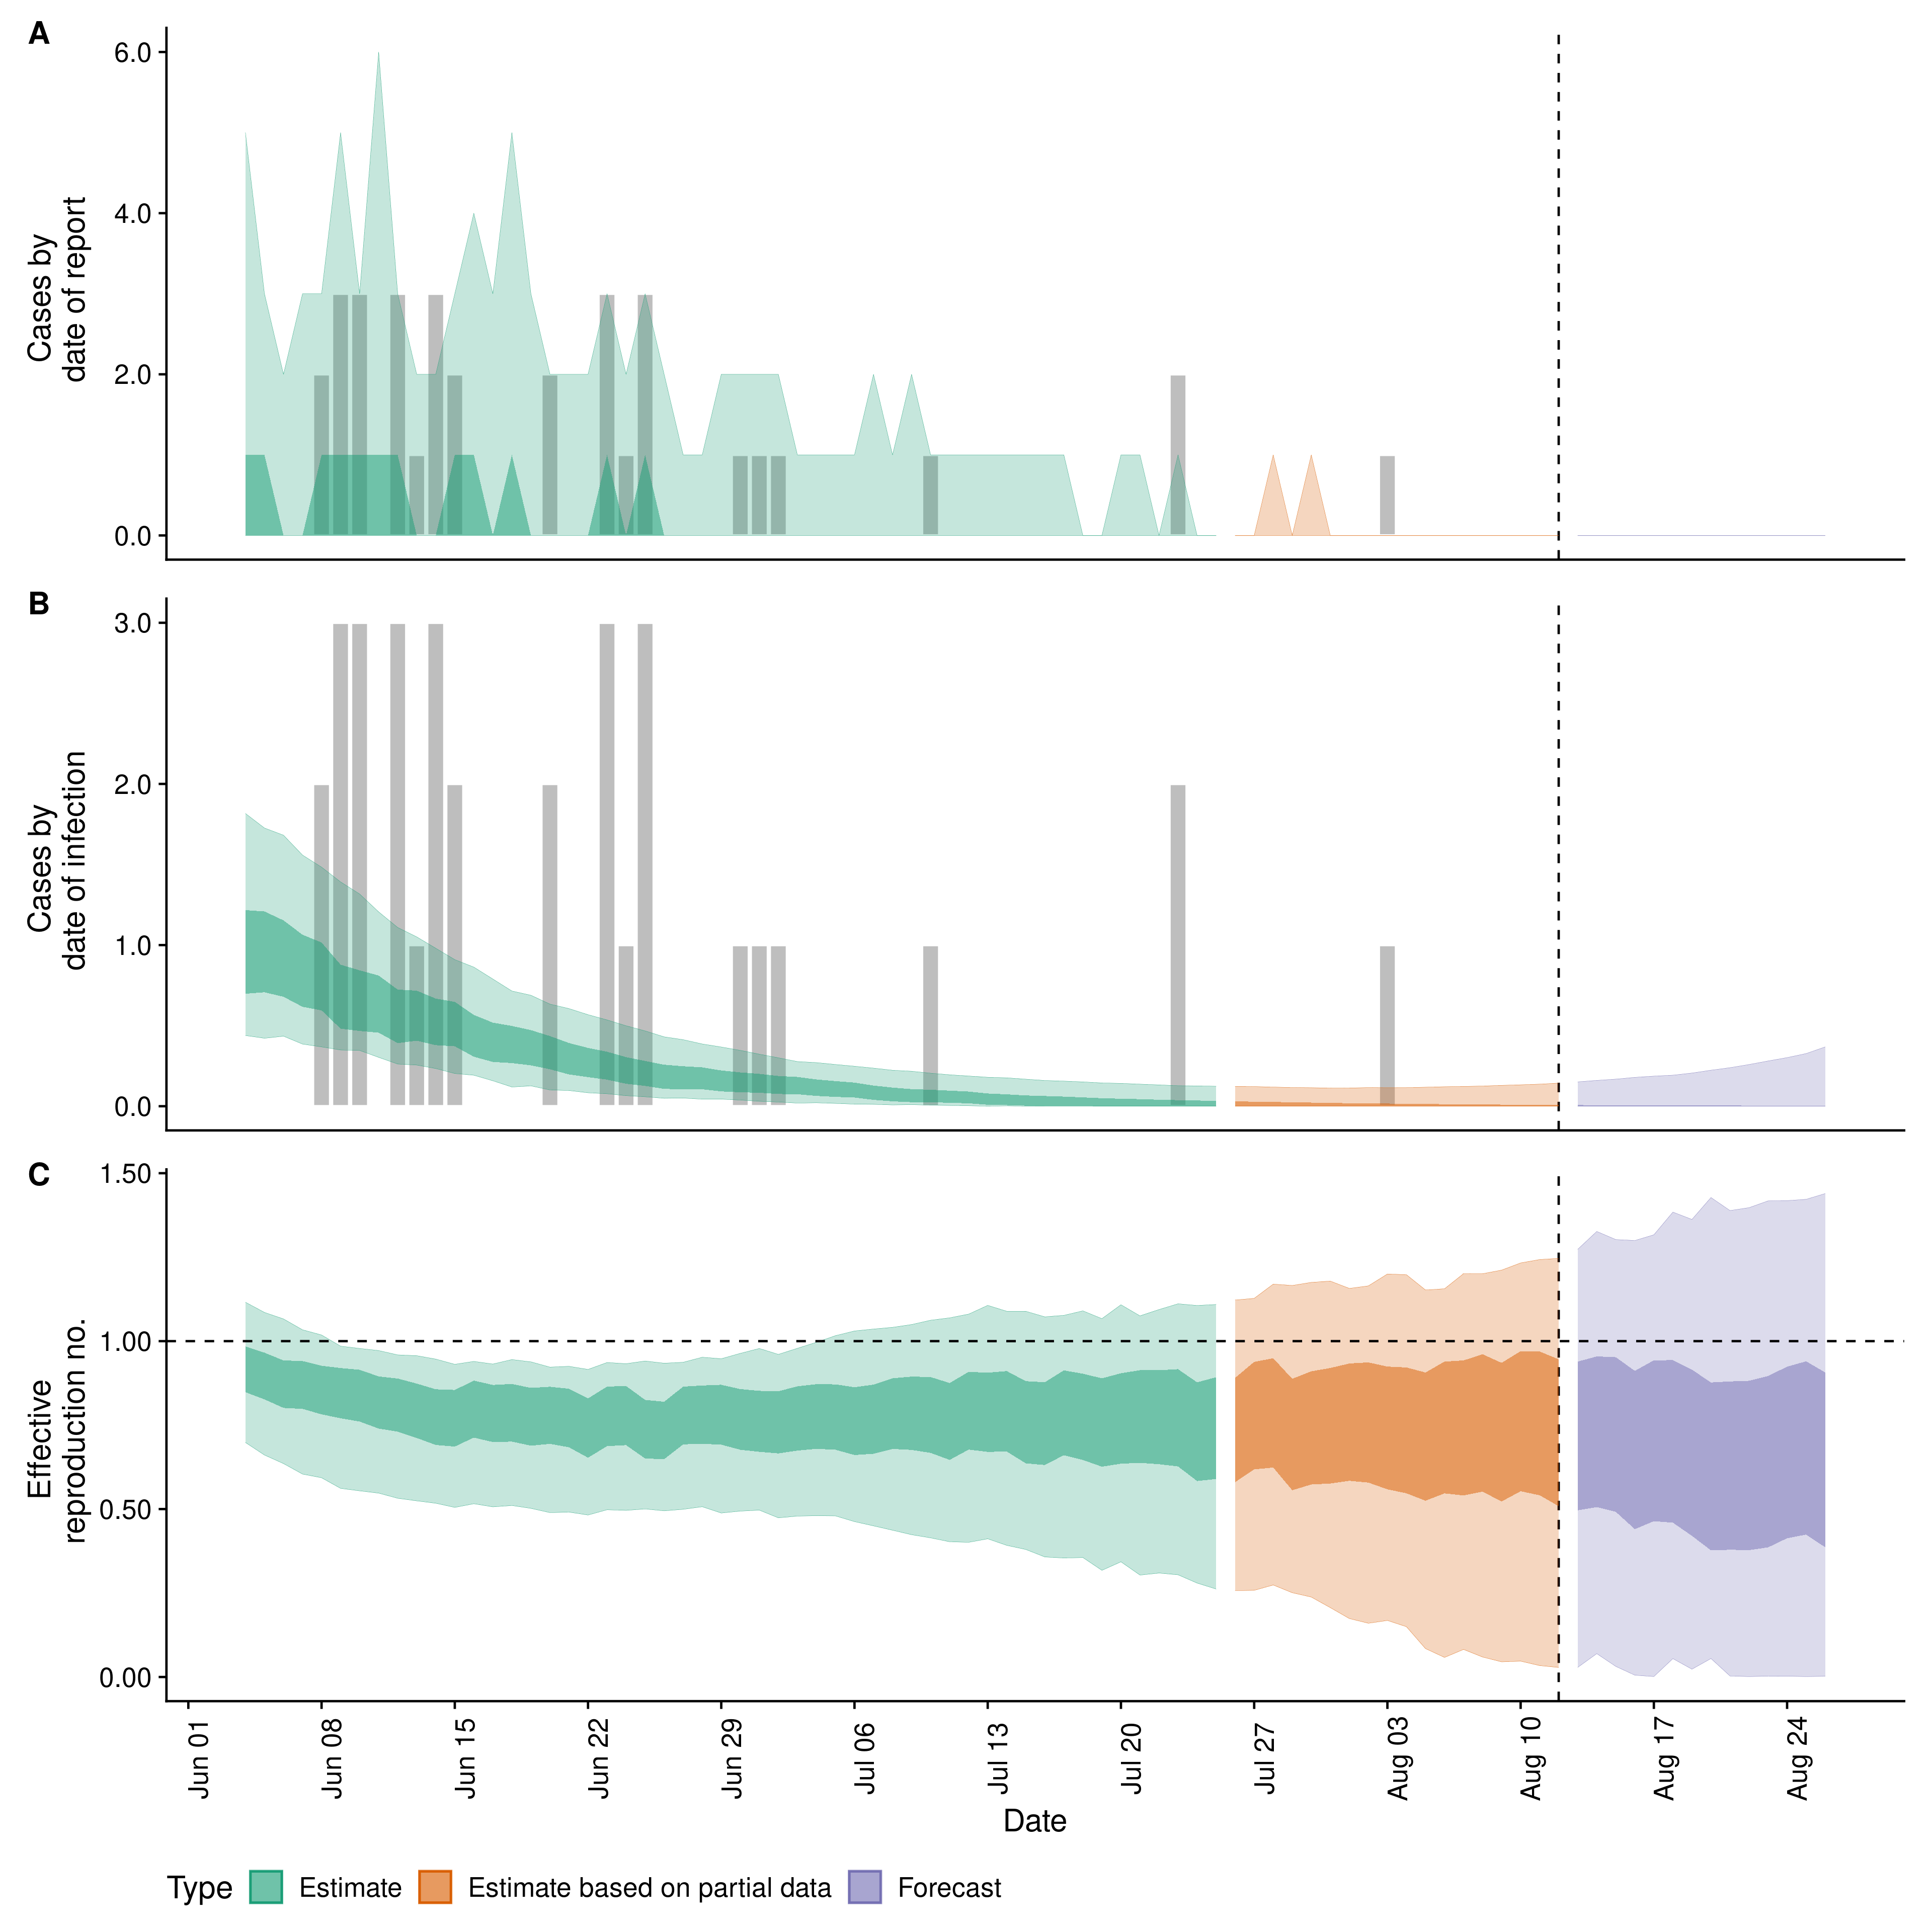 A
Cases by
date of report
6.0
4.0
2.0
0.0
B
Cases by
date of infection
3.0
2.0
1.0
0.0
C
Effective
reproduction no.
1.50
1.00
0.50
0.00
Jun 01
Jun 08
Jun 15
Jun 22
Jun 29
Jul 06
Jul 13
Jul 20
Jul 27
Aug 03
Aug 10
Aug 17
Aug 24
Date
Type Estimate Estimate based on partial data Forecast